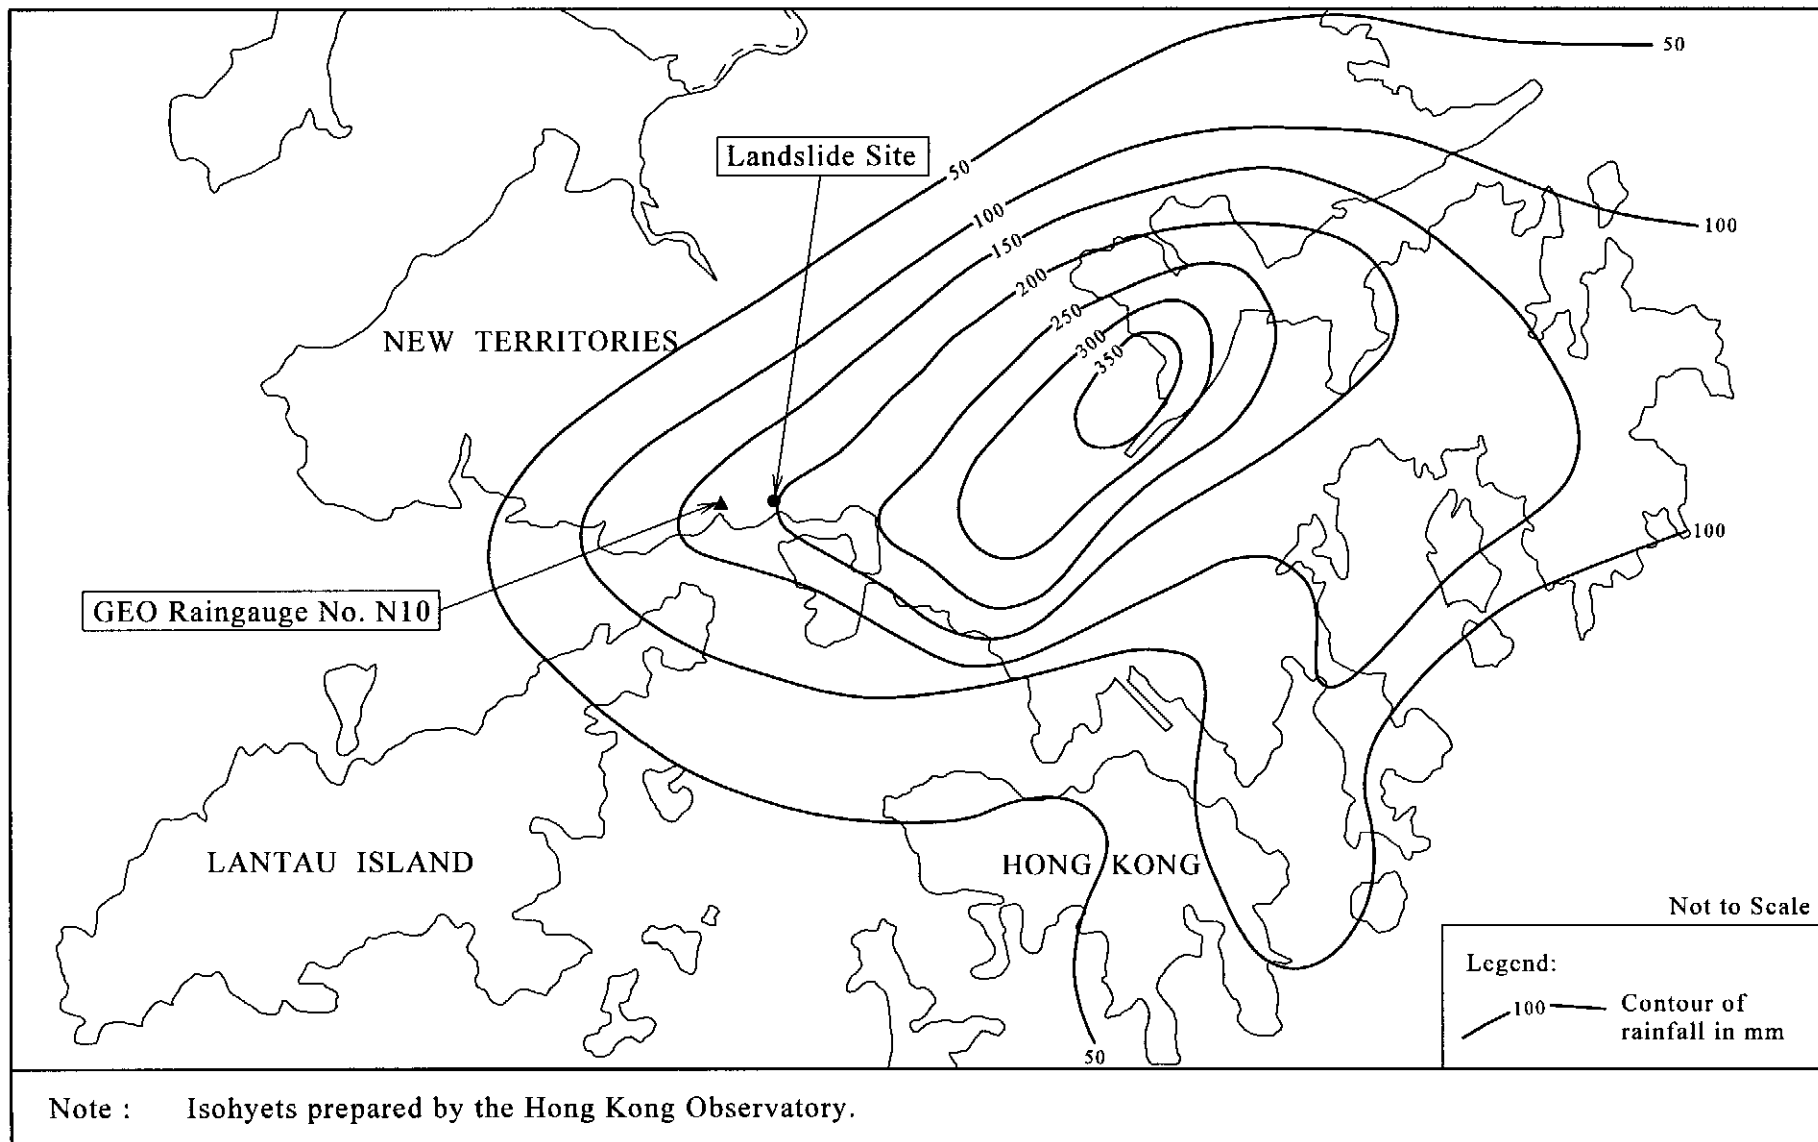 50
Landslide Site
50
100
100
150
200
250
300
350
NEW TERRITORIES
100
GEO Raingauge No. N10
LANTAU ISLAND
HONG KONG
Not to Scale
Legend:
100
Contour of
rainfall in mm
50
Note : Isohyets prepared by the Hong Kong Observatory.